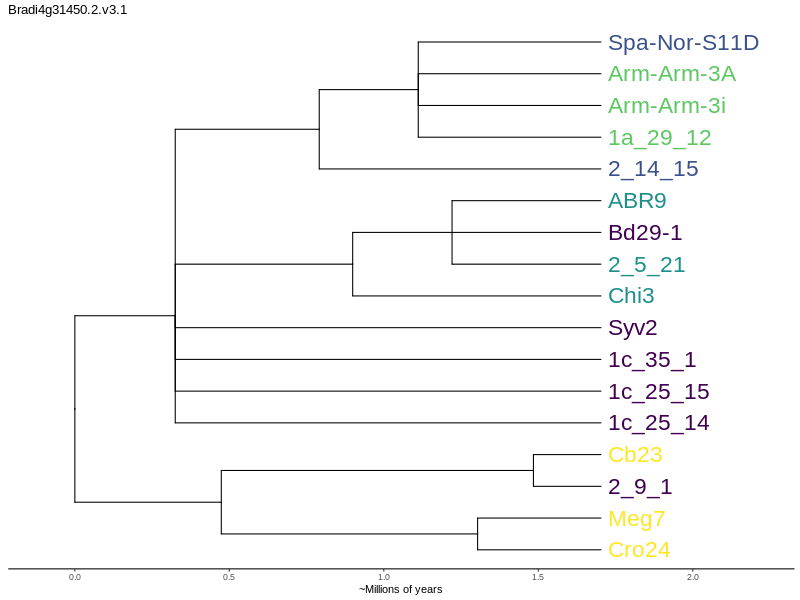 Bradi4g31450.2.v3.1
Spa-Nor-S11D
Arm-Arm-3A
Arm-Arm-3i
1a_29_12
2_14_15
ABR9
Bd29-1
2_5_21
Chi3
Syv2
1c_35_1
1c_25_15
1c_25_14
Cb23
2_9_1
Meg7
Cro24
0.0 0.5 1.0 1.5 2.0
~Millions of years